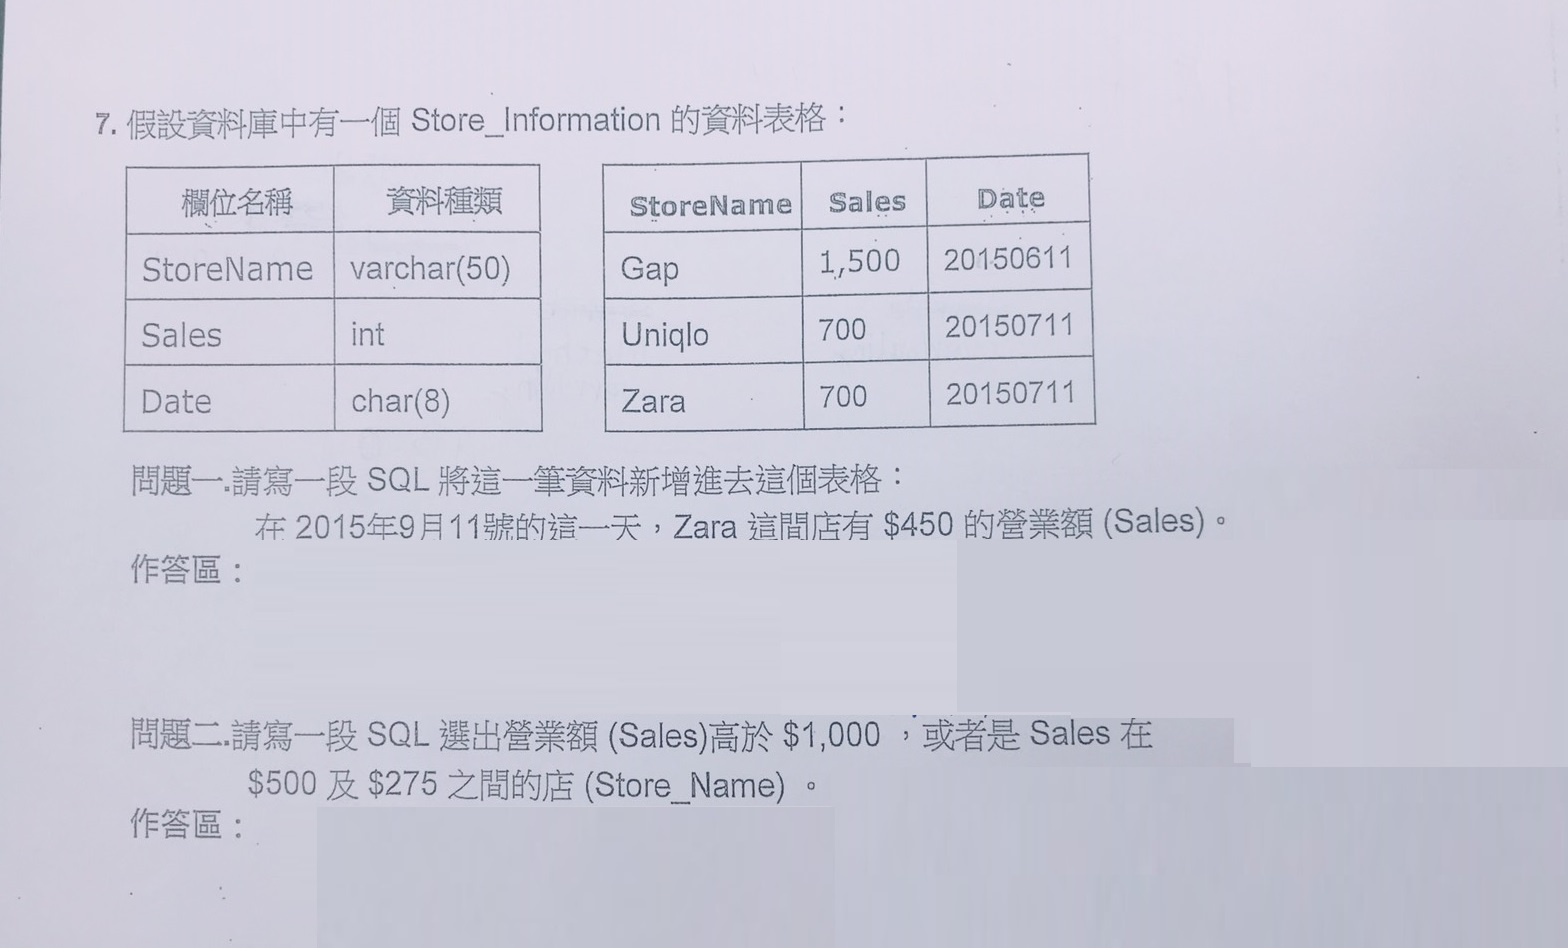 7. 假設資料庫中有一個 Store_Information 的資料表格：
欄位名稱 資料種類
StoreName varchar(50)
Sales int
Date char(8)
StoreName Sales Date
Gap 1,500 20150611
Uniqlo 700 20150711
Zara 700 20150711
問題一.請寫一段 SQL 將這一筆資料新增進去這個表格：
在 2015年9月11號的這一天，Zara 這間店有 $450 的營業額 (Sales)。
作答區：
問題二.請寫一段 SQL 選出營業額 (Sales)高於 $1,000 ，或者是 Sales 在
$500 及 $275 之間的店 (Store_Name) 。
作答區：